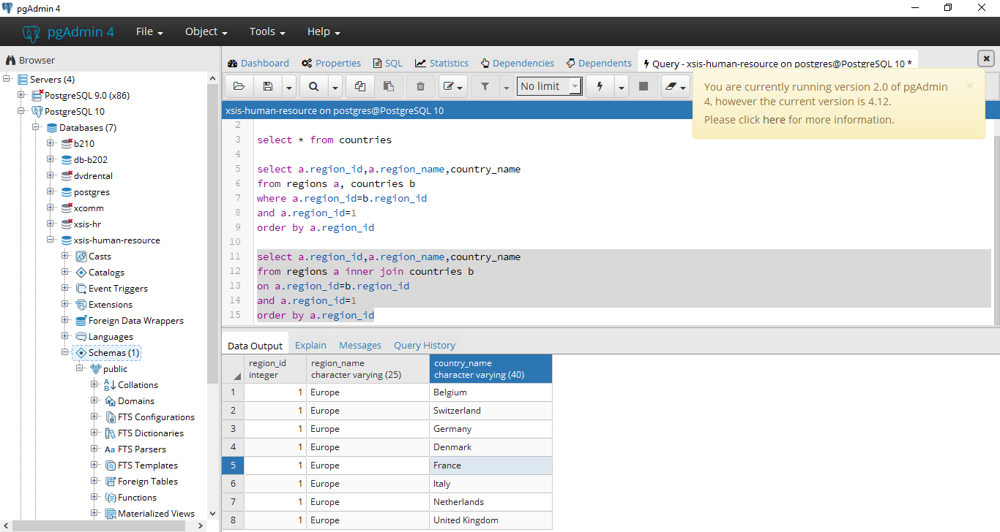 pgAdmin 4
pgAdmin 4 File Object Tools Help
Browser
Servers (4)
PostgreSQL 9.0 (x86)
PostgreSQL 10
Databases (7)
b210
db-b202
dvdrental
postgres
xcomm
xsis-hr
xsis-human-resource
Casts
Catalogs
Event Triggers
Extensions
Foreign Data Wrappers
Languages
Schemas (1)
public
Collations
Domains
FTS Configurations
FTS Dictionaries
Aa FTS Parsers
FTS Templates
Foreign Tables
Functions
Materialized Views
Dashboard Properties SQL Statistics Dependencies Dependents Query - xsis-human-resource on postgres@PostgreSQL 10 *
No limit
You are currently running version 2.0 of pgAdmin
4, however the current version is 4.12.
Please click here for more information.
xsis-human-resource on postgres@PostgreSQL 10
2
3 select * from countries
4
5 select a.region_id,a.region_name,country_name
6 from regions a, countries b
7 where a.region_id=b.region_id
8 and a.region_id=1
9 order by a.region_id
10
11 select a.region_id,a.region_name,country_name
12 from regions a inner join countries b
13 on a.region_id=b.region_id
14 and a.region_id=1
15 order by a.region_id
Data Output Explain Messages Query History
region_id region_name country_name
integer character varying (25) character varying (40)
1 1 Europe Belgium
2 1 Europe Switzerland
3 1 Europe Germany
4 1 Europe Denmark
5 1 Europe France
6 1 Europe Italy
7 1 Europe Netherlands
8 1 Europe United Kingdom